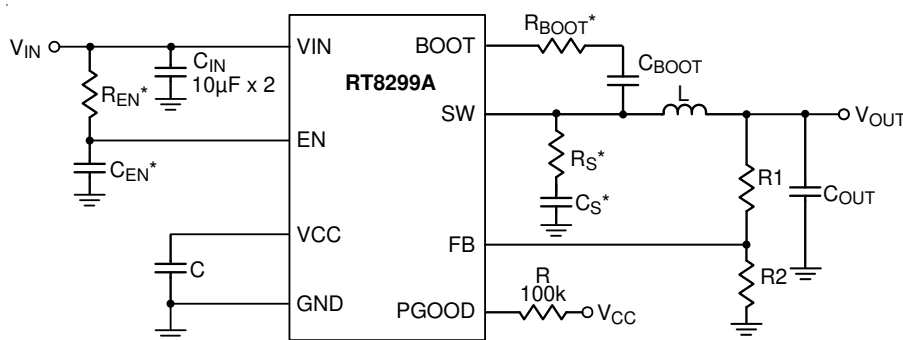 VIN
CIN
10μF x 2
REN*
CEN*
C
VIN
EN
VCC
GND
RT8299A
BOOT
SW
FB
PGOOD
RBOOT*
CBOOT
L
RS*
CS*
R1
R2
COUT
VOUT
R
100k
VCC